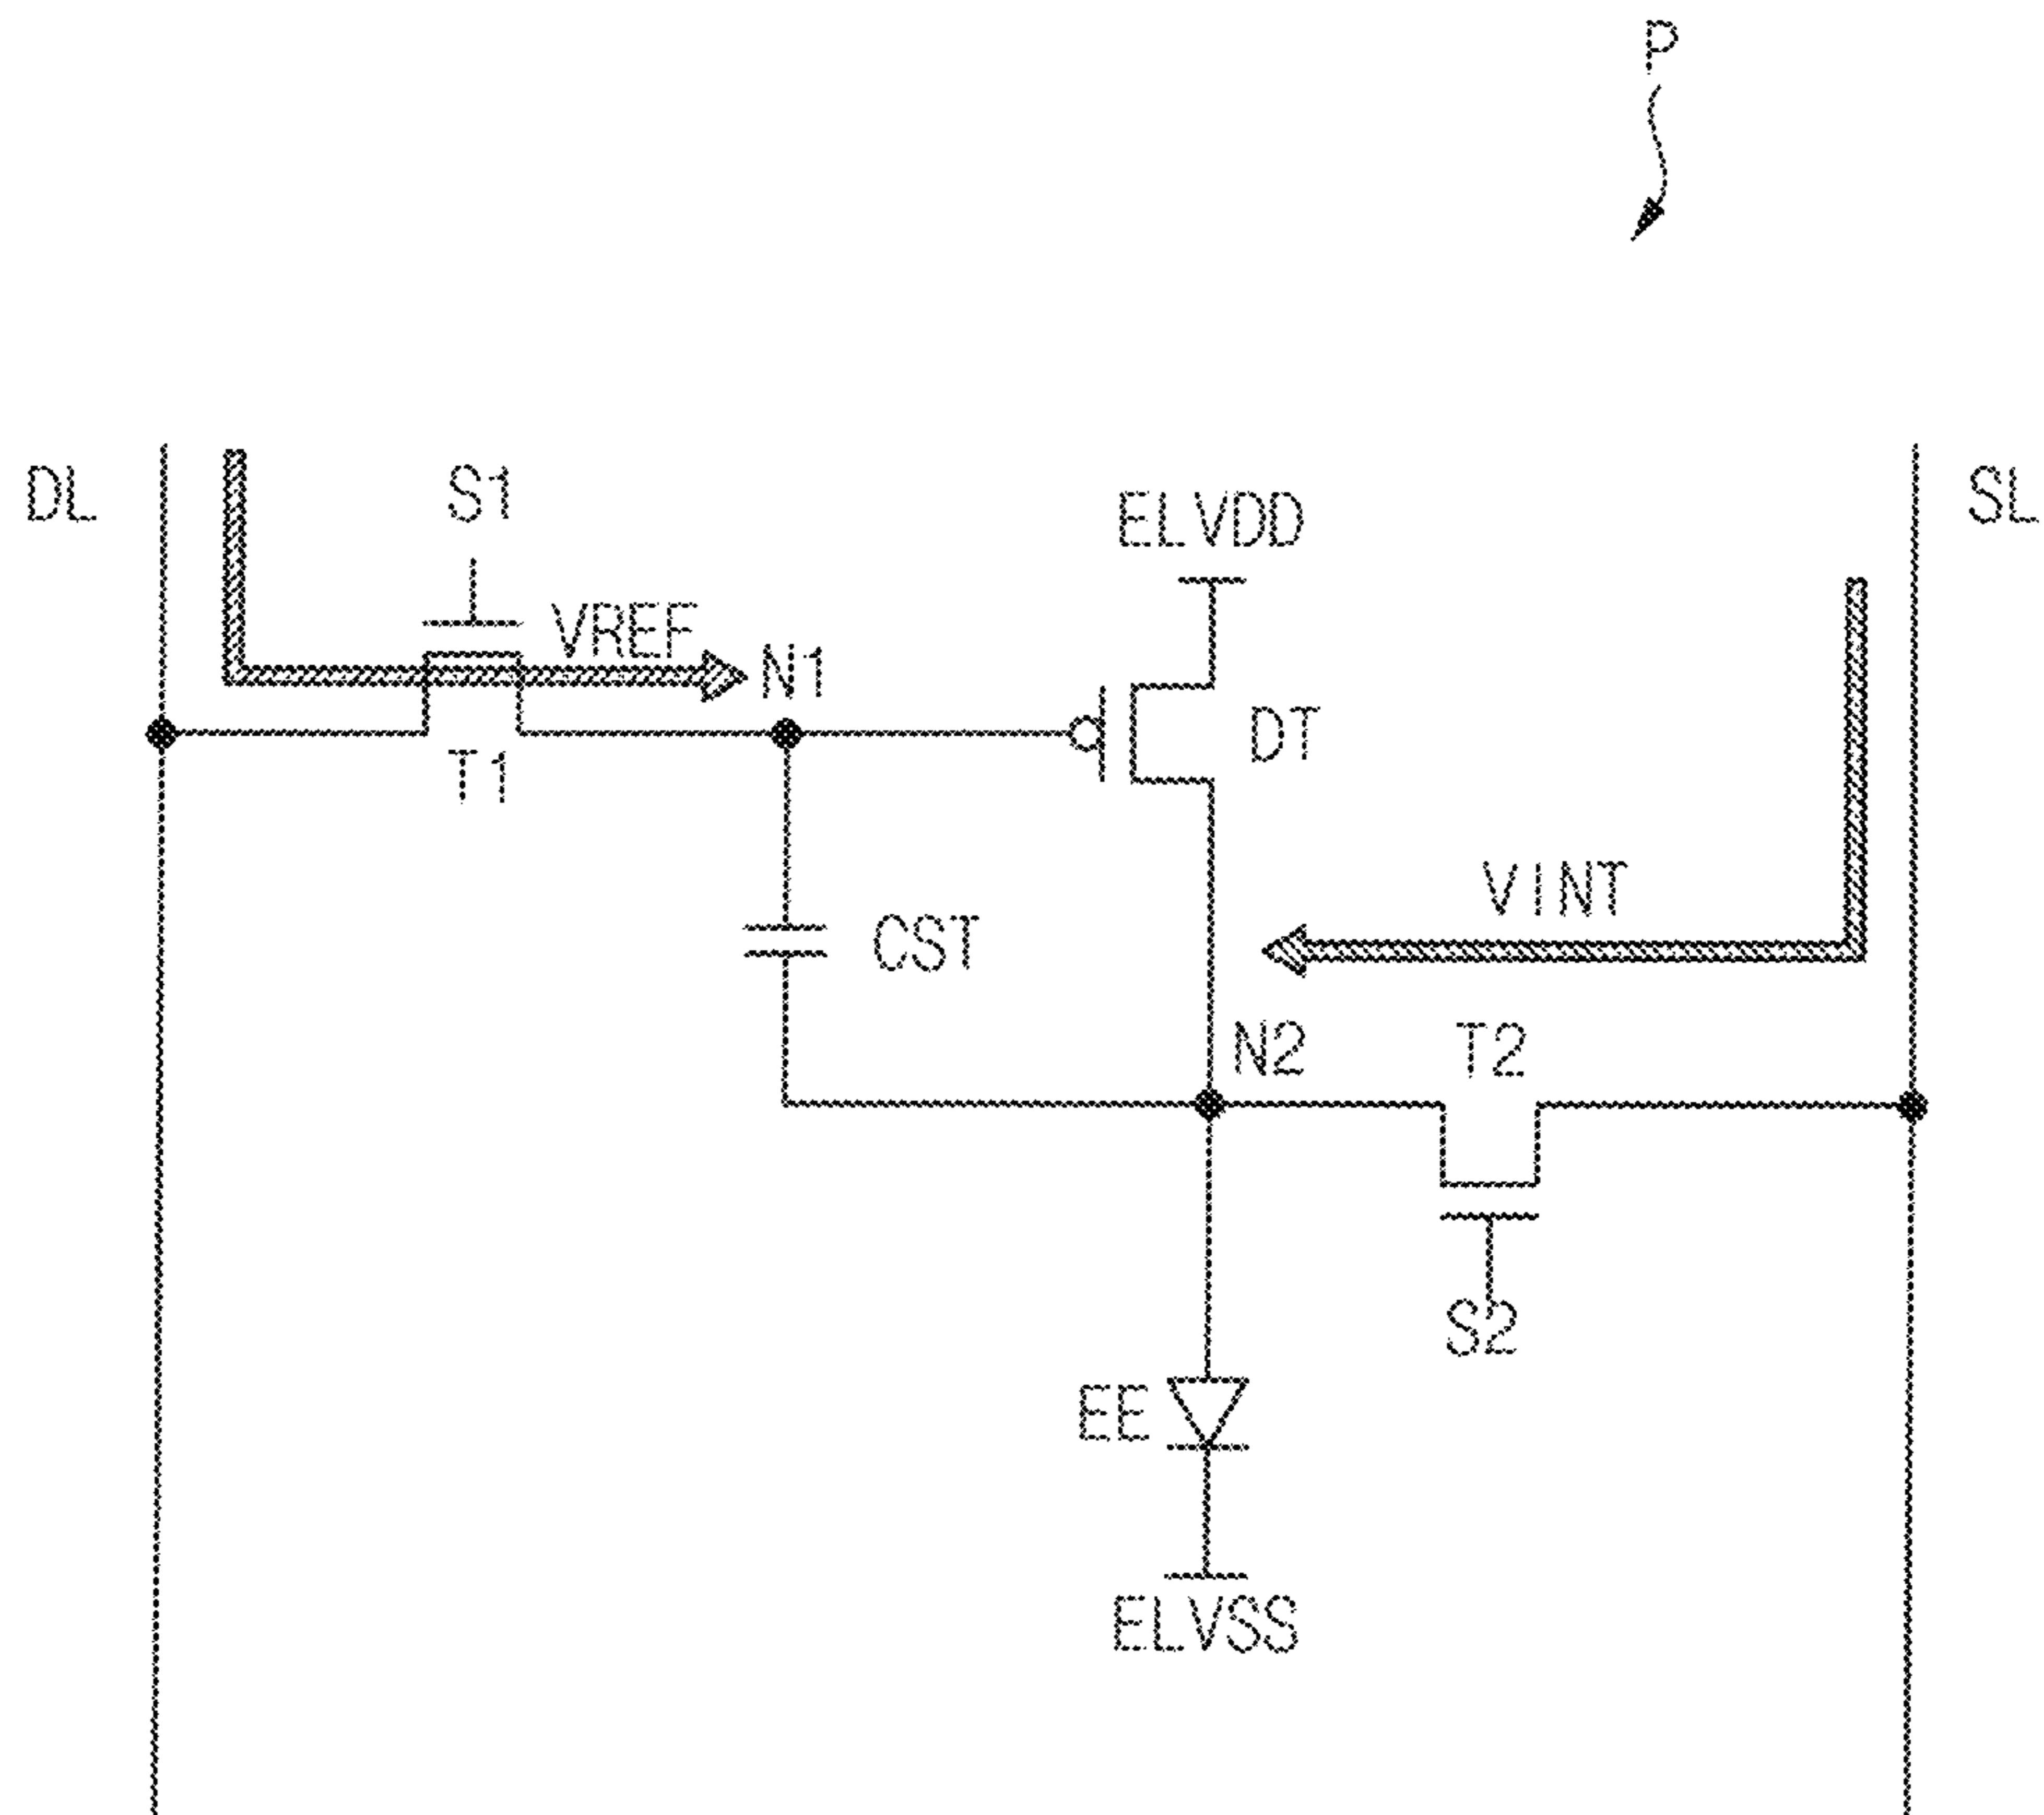 P
DL
S1
ELVDD
SL
VREF
N1
DT
T1
VINT
CST
N2
T2
S2
EE
ELVSS